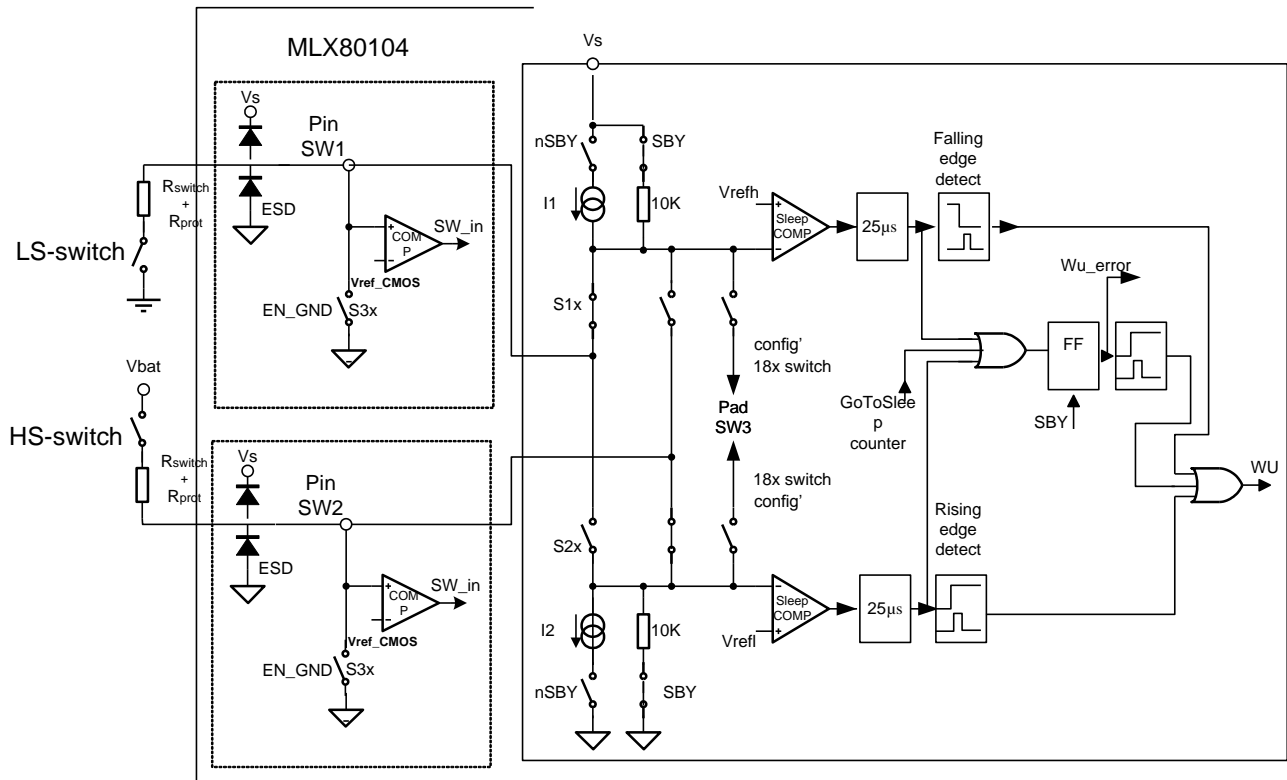 MLX80104
Vs
Vs
Pin
SW1
ESD
Rswitch
+
Rprot
LS-switch
COM
P
SW_in
Vref_CMOS
EN_GND
S3x
Vbat
HS-switch
Rswitch
+
Rprot
Vs
Pin
SW2
ESD
COM
P
SW_in
Vref_CMOS
EN_GND
S3x
nSBY
SBY
I1
10K
S1x
S2x
I2
10K
nSBY
SBY
config'
18x switch
Pad
SW3
18x switch
config'
Vrefh
Sleep
COMP
25µs
Falling
edge
detect
Wu_error
FF
GoToSlee
p
counter
SBY
WU
Rising
edge
detect
Sleep
COMP
25µs
Vrefl